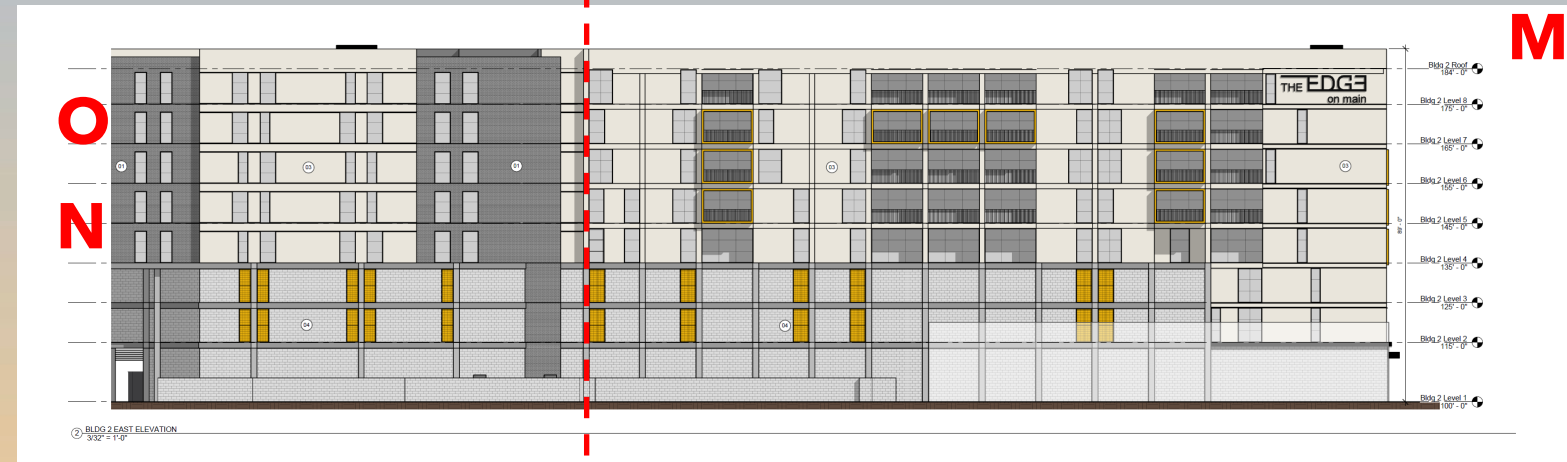 M
O
N
THE EDGE
on main
Bldg 2 Roof
184' - 0"
Bldg 2 Level 8
175' - 0"
Bldg 2 Level 7
165' - 0"
Bldg 2 Level 6
155' - 0"
Bldg 2 Level 5
145' - 0"
Bldg 2 Level 4
135' - 0"
Bldg 2 Level 3
125' - 0"
Bldg 2 Level 2
115' - 0"
Bldg 2 Level 1
100' - 0"
01
03
01
03
03
04
04
89' - 0"
2
BLDG 2 EAST ELEVATION
3/32" = 1'-0"